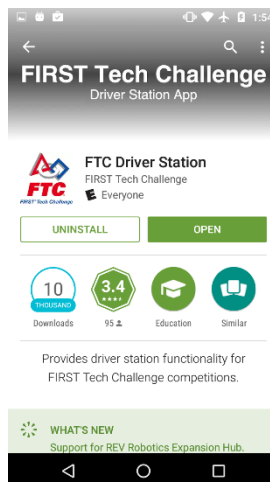 1:54
FIRST Tech Challenge
Driver Station App
FTC Driver Station
FIRST Tech Challenge
E Everyone
FTC
FIRST Tech Challenge
UNINSTALL
OPEN
10
THOUSAND
Downloads
3.4
95
Education
Similar
Provides driver station functionality for
FIRST Tech Challenge competitions.
WHAT'S NEW
Support for REV Robotics Expansion Hub.